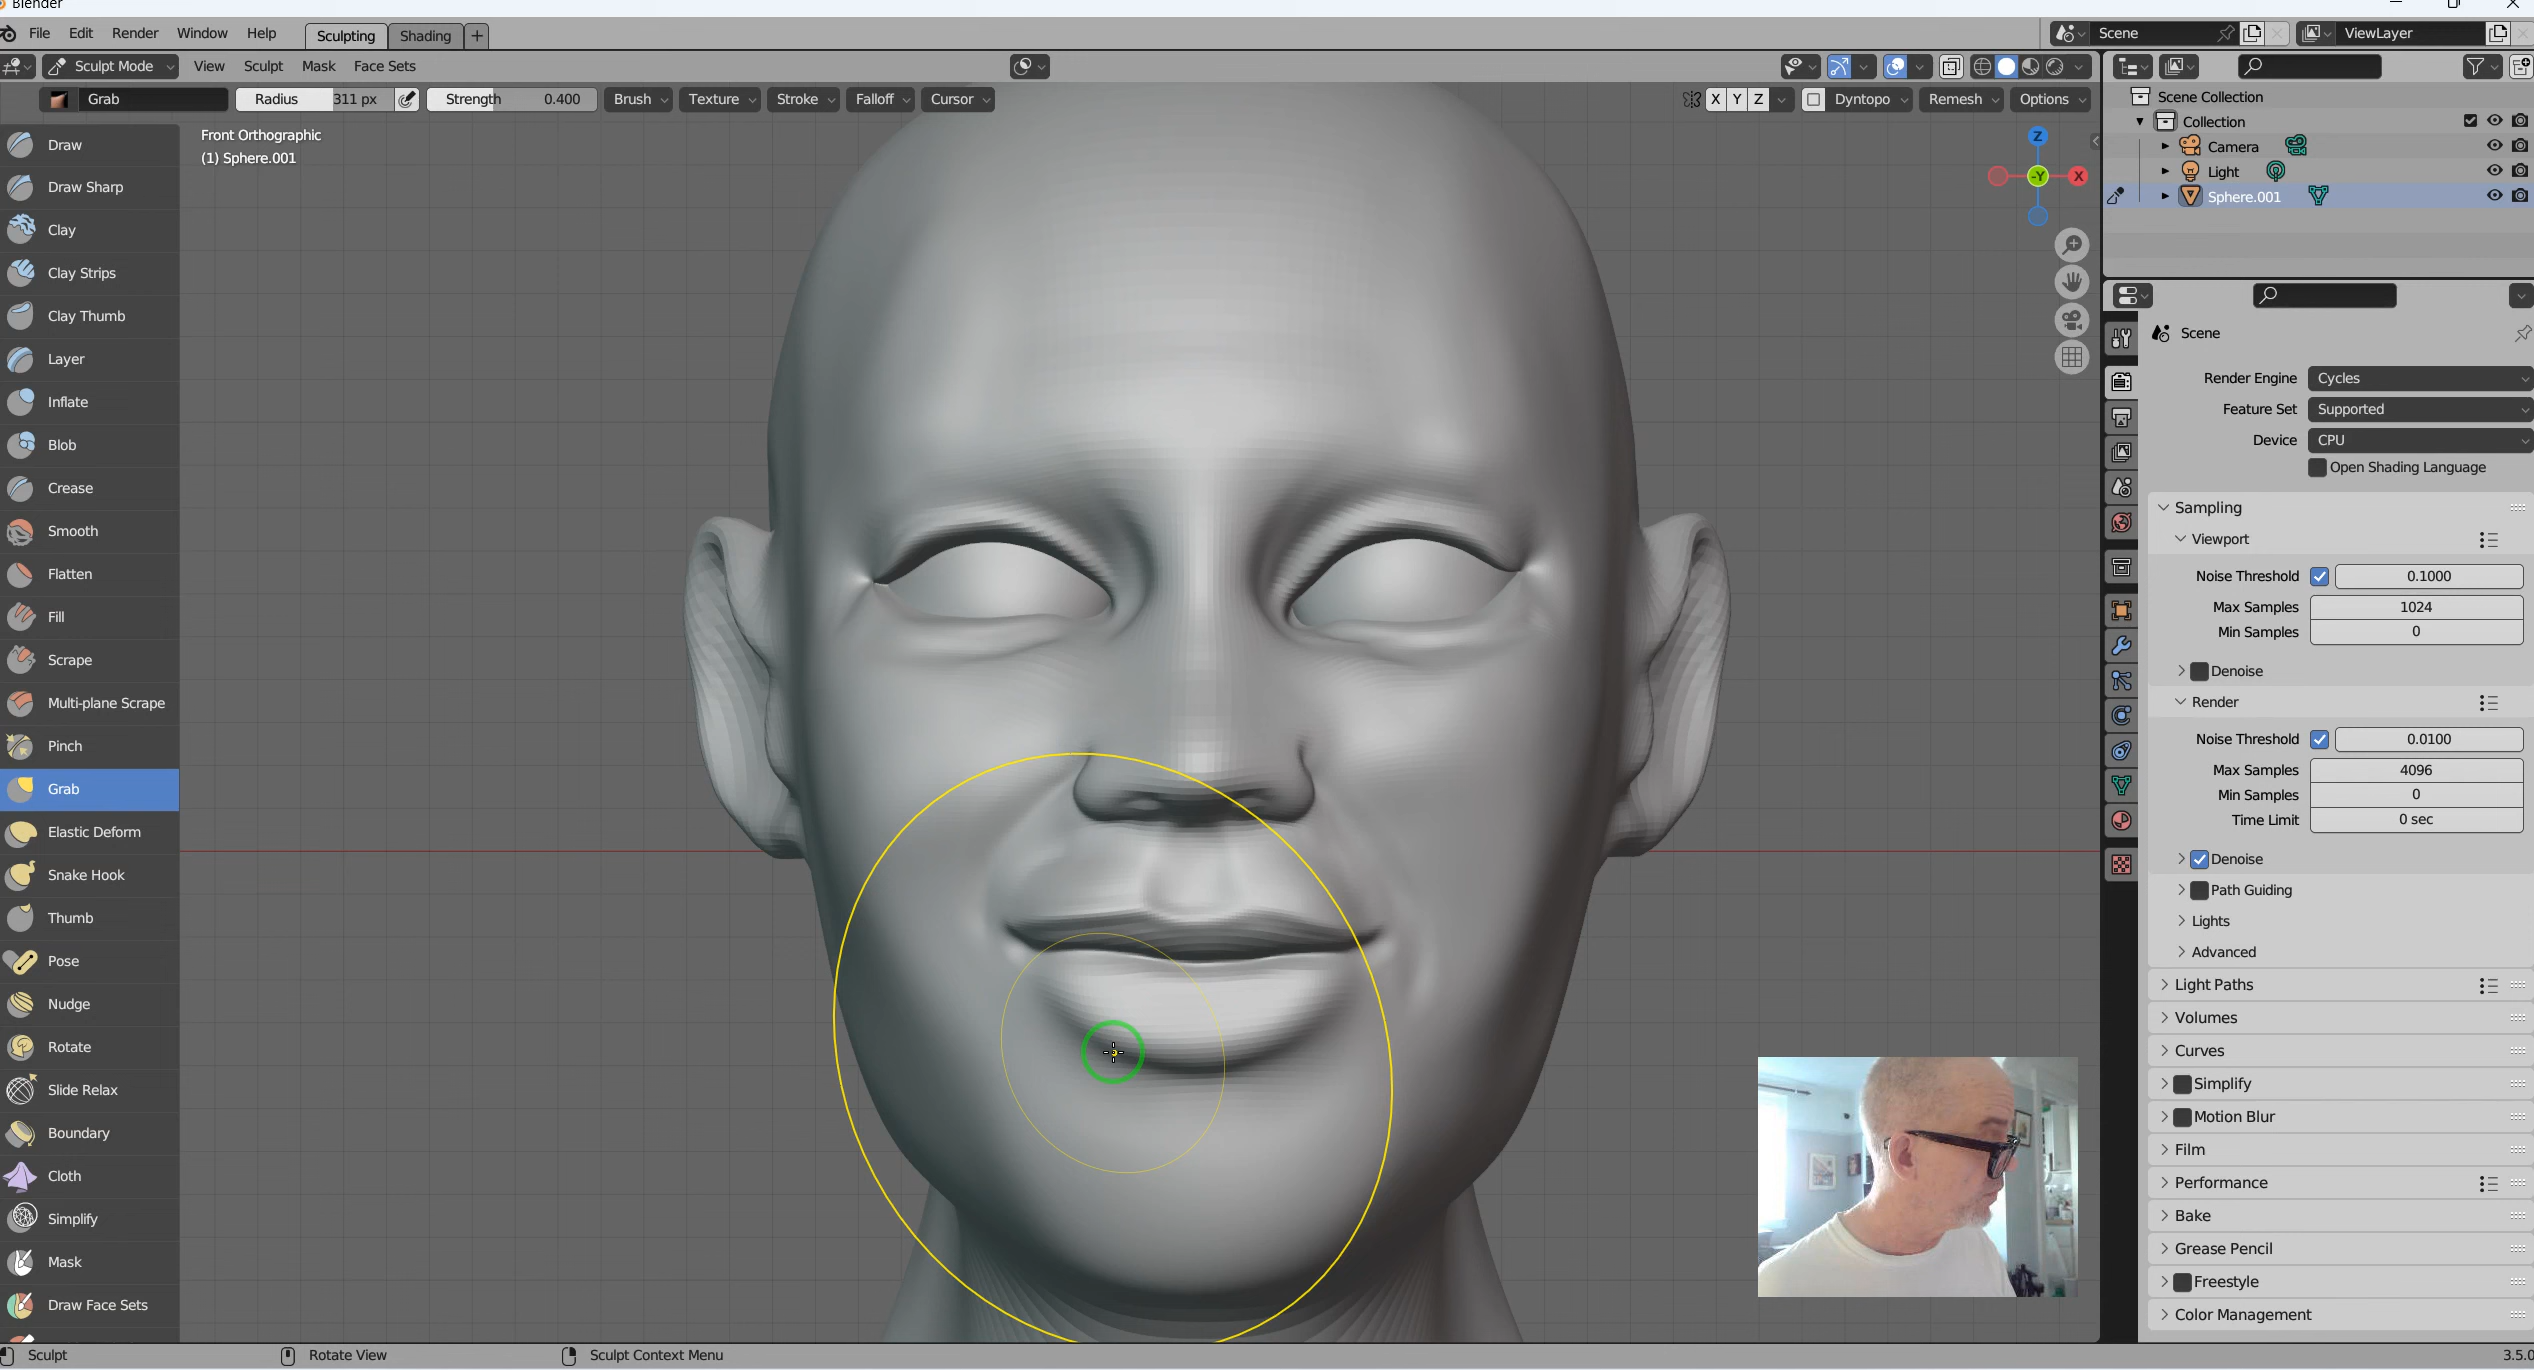 Blender
File Edit Render Window Help Sculpting Shading + Scene ViewLayer
Sculpt Mode View Sculpt Mask Face Sets
Grab Radius 311 px Strength 0.400 Brush Texture Stroke Falloff Cursor X Y Z Dyntopo Remesh Options
Front Orthographic
(1) Sphere.001
Z
-Y
X
Draw
Draw Sharp
Clay
Clay Strips
Clay Thumb
Layer
Inflate
Blob
Crease
Smooth
Flatten
Fill
Scrape
Multi-plane Scrape
Pinch
Grab
Elastic Deform
Snake Hook
Thumb
Pose
Nudge
Rotate
Slide Relax
Boundary
Cloth
Simplify
Mask
Draw Face Sets
Scene Collection
Collection
Camera
Light
Sphere.001
Scene
Render Engine Cycles
Feature Set Supported
Device CPU
Open Shading Language
Sampling
Viewport
Noise Threshold 0.1000
Max Samples 1024
Min Samples 0
Denoise
Render
Noise Threshold 0.0100
Max Samples 4096
Min Samples 0
Time Limit 0 sec
Denoise
Path Guiding
Lights
Advanced
Light Paths
Volumes
Curves
Simplify
Motion Blur
Film
Performance
Bake
Grease Pencil
Freestyle
Color Management
Sculpt Rotate View Sculpt Context Menu 3.5.0